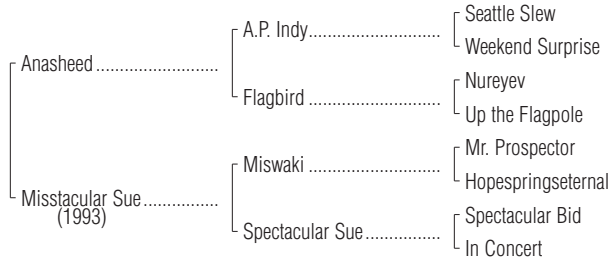 Seattle Slew
A.P. Indy..............................
Weekend Surprise
Anasheed ............................
Nureyev
Flagbird ..............................
Up the Flagpole
Mr. Prospector
Miswaki ..............................
Hopespringseternal
Misstacular Sue.................
(1993)
Spectacular Bid
Spectacular Sue.................
In Concert